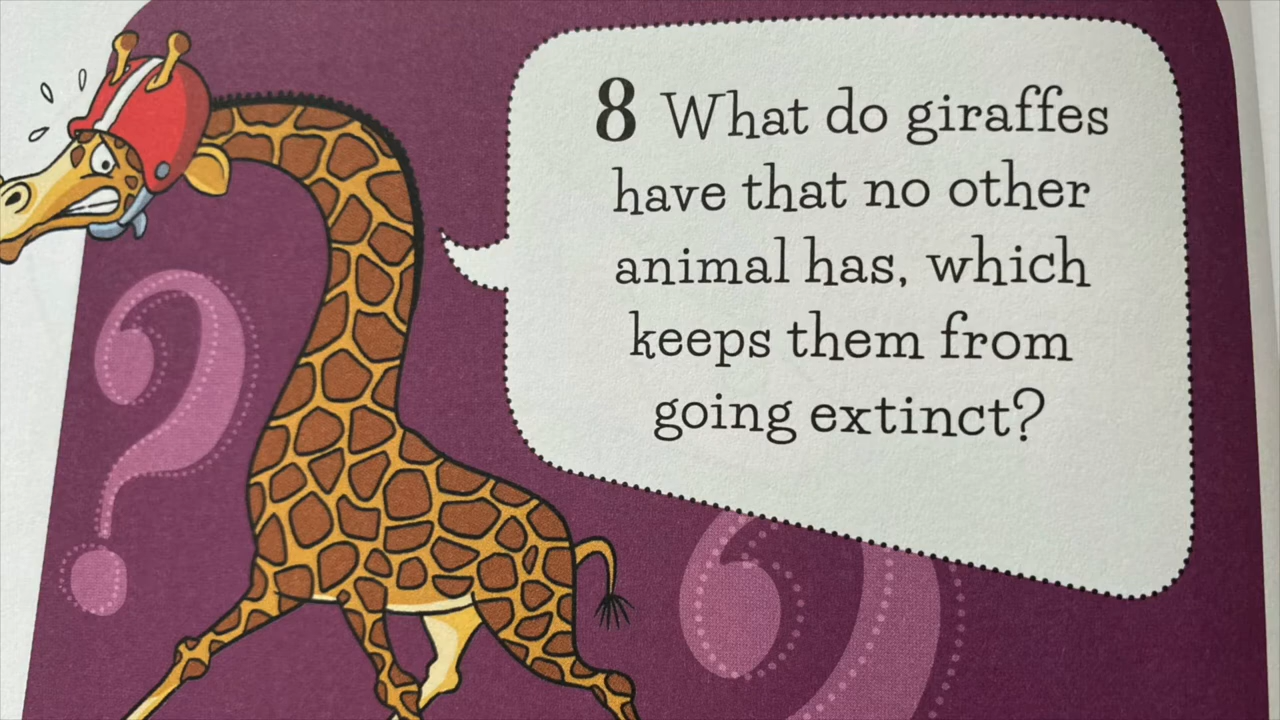 8 What do giraffes
have that no other
animal has, which
keeps them from
going extinct?